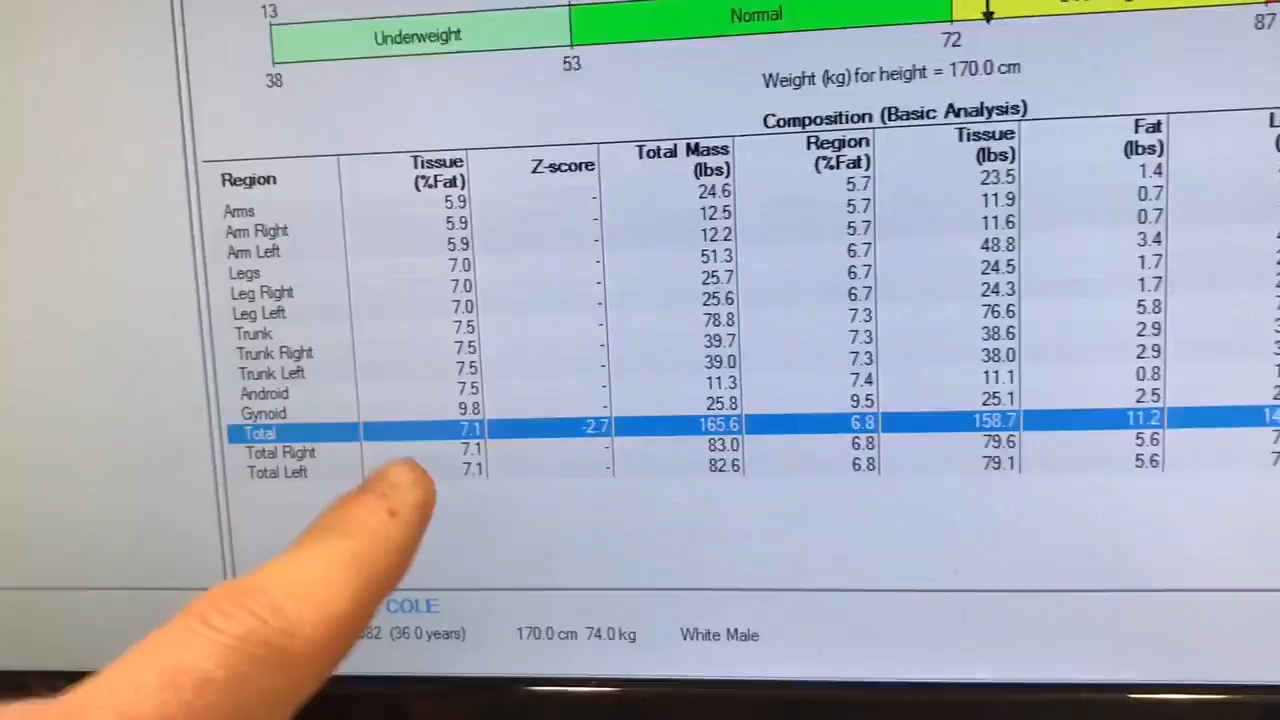 13
Underweight Normal
38 53 72 87
Weight (kg) for height = 170.0 cm
Composition (Basic Analysis)
Region Tissue (%Fat) Z-score Total Mass (lbs) Region (%Fat) Tissue (lbs) Fat (lbs)
Arms 5.9 - 24.6 5.7 23.5 1.4
Arm Right 5.9 - 12.5 5.7 11.9 0.7
Arm Left 5.9 - 12.2 5.7 11.6 0.7
Legs 7.0 - 51.3 6.7 48.8 3.4
Leg Right 7.0 - 25.7 6.7 24.5 1.7
Leg Left 7.0 - 25.6 6.7 24.3 1.7
Trunk 7.5 - 78.8 7.3 76.6 5.8
Trunk Right 7.5 - 39.7 7.3 38.6 2.9
Trunk Left 7.5 - 39.0 7.3 38.0 2.9
Android 7.5 - 11.3 7.4 11.1 0.8
Gynoid 9.8 - 25.8 9.5 25.1 2.5
Total 7.1 -2.7 165.6 6.8 158.7 11.2
Total Right 7.1 - 83.0 6.8 79.6 5.6
Total Left 7.1 - 82.6 6.8 79.1 5.6
COLE
(36.0 years) 170.0 cm 74.0 kg White Male